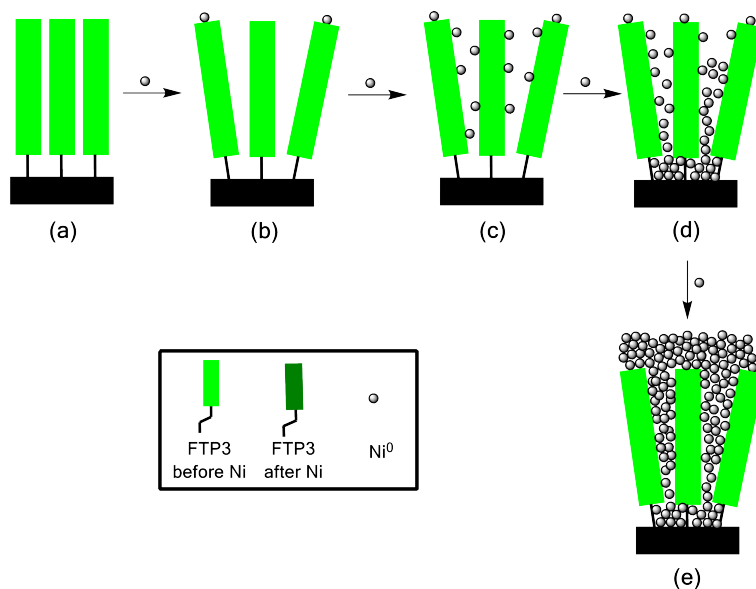 (a)
(b)
(c)
(d)
FTP3
before Ni
FTP3
after Ni
Ni⁰
(e)